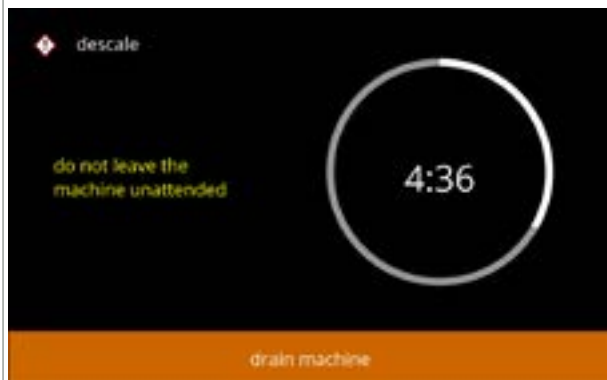 descale
do not leave the
machine unattended
4:36
drain machine